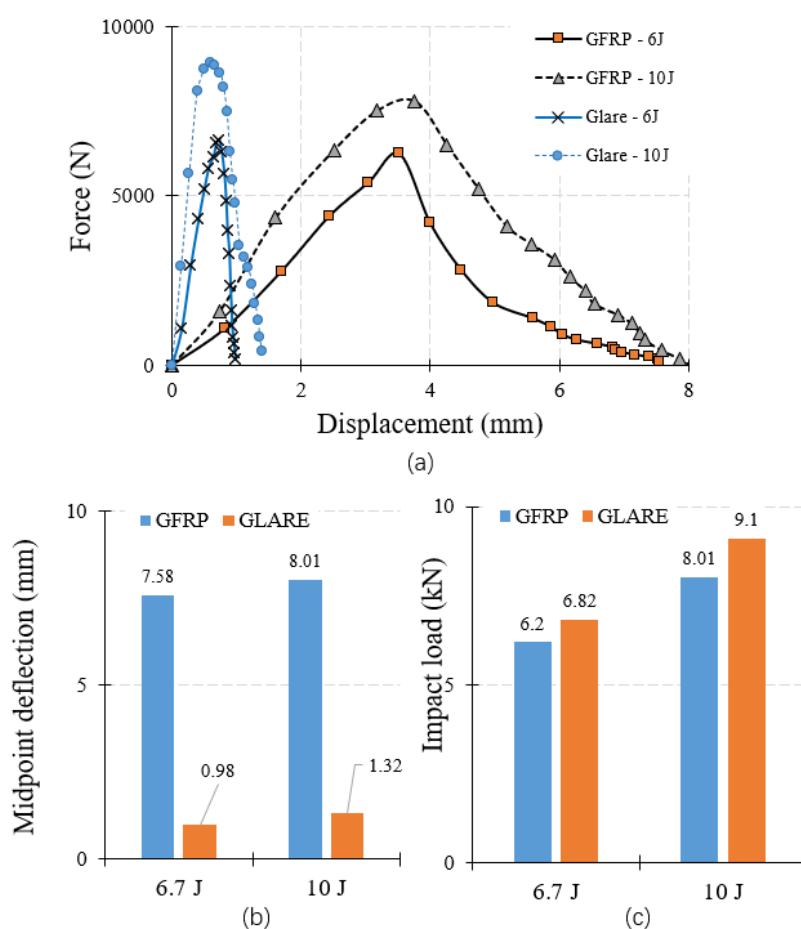 10000
5000
0
Force (N)
GFRP - 6J
GFRP - 10J
Glare - 6J
Glare - 10J
0
2
4
6
8
Displacement (mm)
(a)
10
5
0
Midpoint deflection (mm)
GFRP
GLARE
7.58
0.98
8.01
1.32
6.7 J
10 J
(b)
10
5
0
Impact load (kN)
GFRP
GLARE
6.2
6.82
8.01
9.1
6.7 J
10 J
(c)